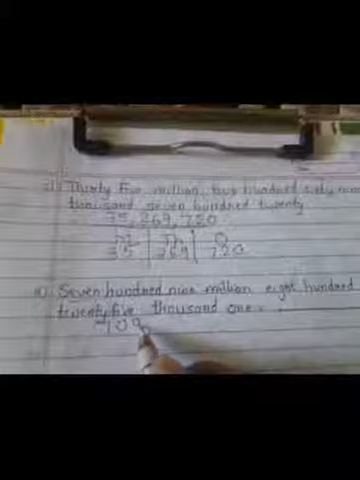 Thirty five million, two hundred sixty nine
thousand seven hundred twenty
35,269,720
M Th O
35 269 720
Seven hundred nine million eight hundred
twenty five thousand one.
709